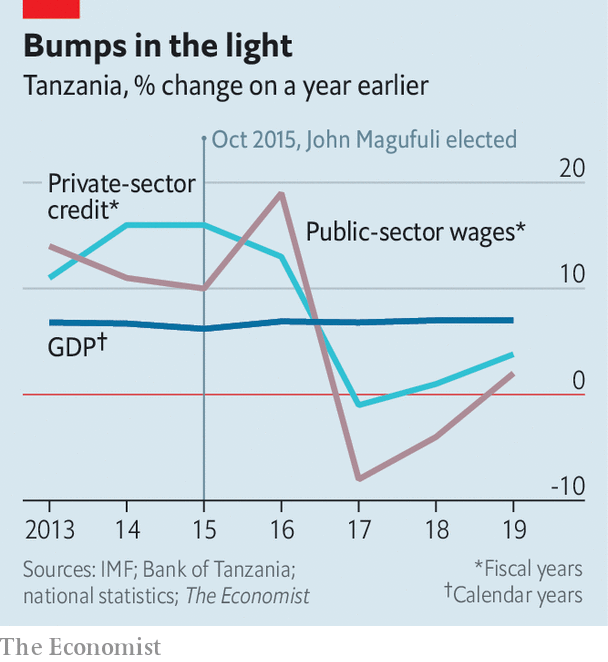 Bumps in the light
Tanzania, % change on a year earlier
Oct 2015, John Magufuli elected
20
Private-sector
credit*
Public-sector wages*
10
GDP†
0
-10
2013 14 15 16 17 18 19
Sources: IMF; Bank of Tanzania;
national statistics; The Economist
*Fiscal years
†Calendar years
The Economist